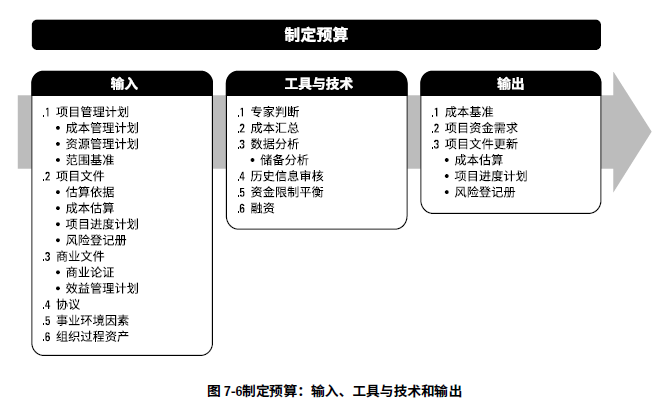 制定预算
输入
.1 项目管理计划
• 成本管理计划
• 资源管理计划
• 范围基准
.2 项目文件
• 估算依据
• 成本估算
• 项目进度计划
• 风险登记册
.3 商业文件
• 商业论证
• 效益管理计划
.4 协议
.5 事业环境因素
.6 组织过程资产
工具与技术
.1 专家判断
.2 成本汇总
.3 数据分析
• 储备分析
.4 历史信息审核
.5 资金限制平衡
.6 融资
输出
.1 成本基准
.2 项目资金需求
.3 项目文件更新
• 成本估算
• 项目进度计划
• 风险登记册
图 7-6制定预算：输入、工具与技术和输出